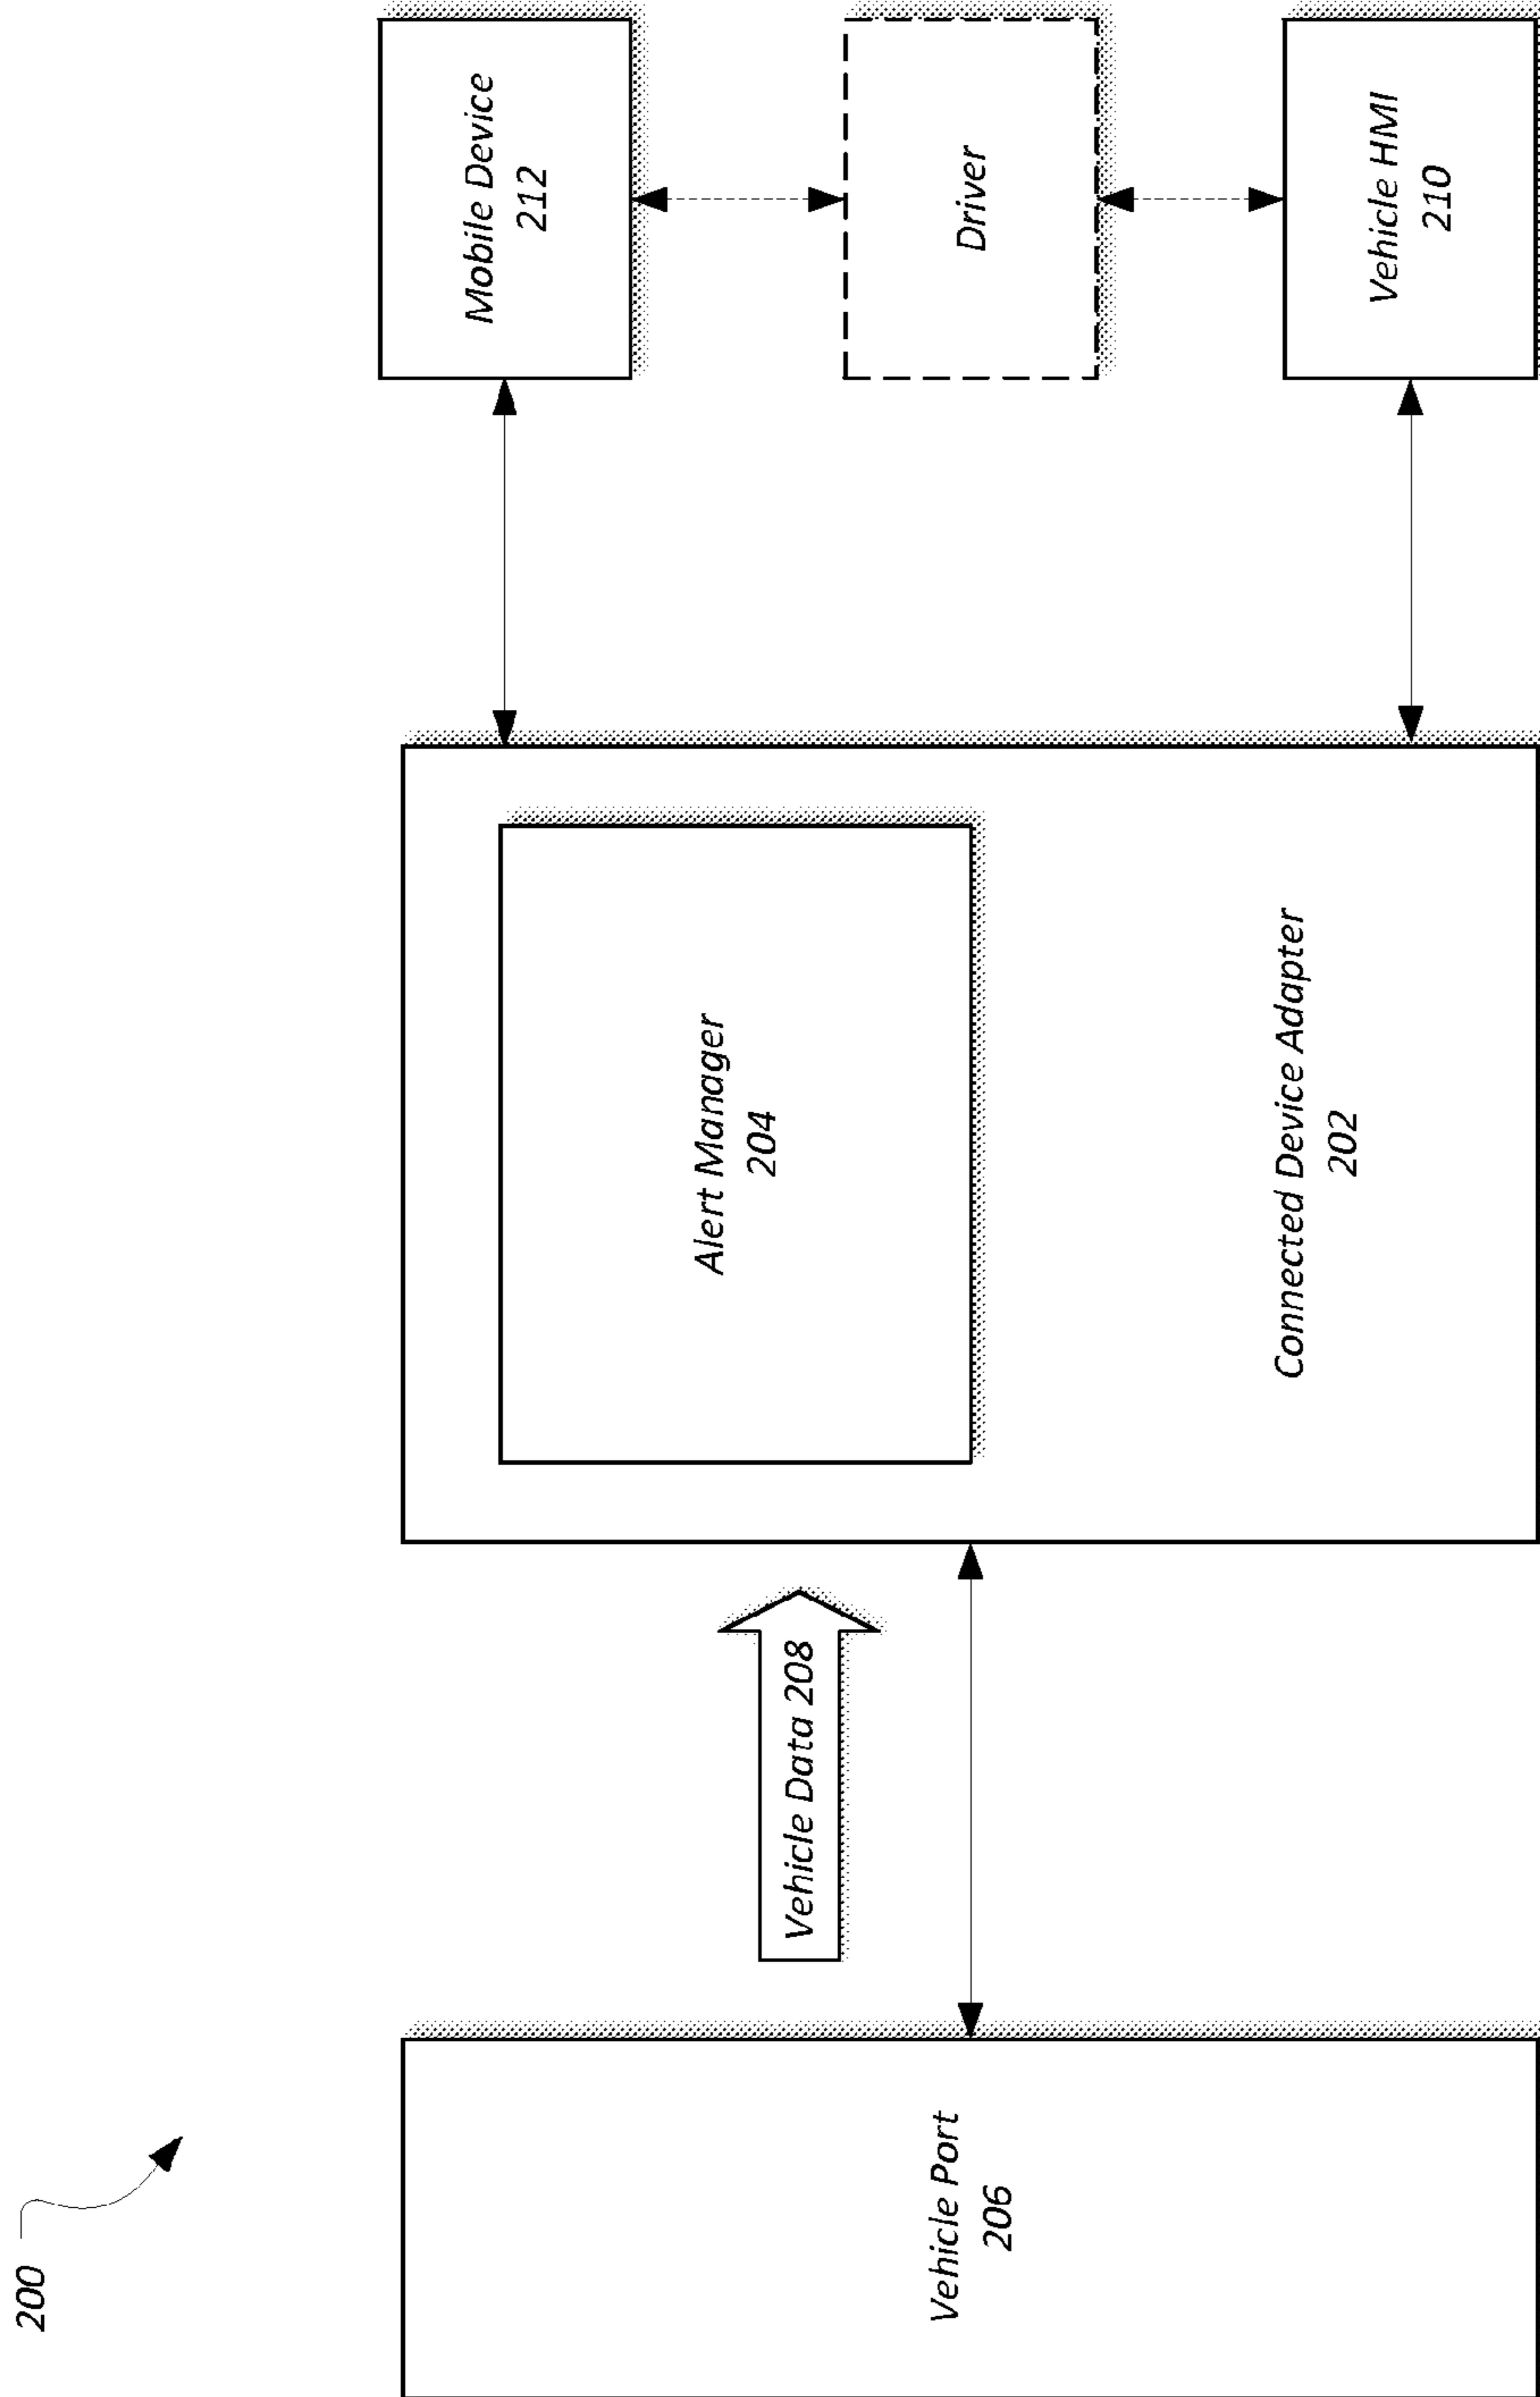 200
Vehicle Port
206
Vehicle Data 208
Alert Manager
204
Connected Device Adapter
202
Mobile Device
212
Driver
Vehicle HMI
210